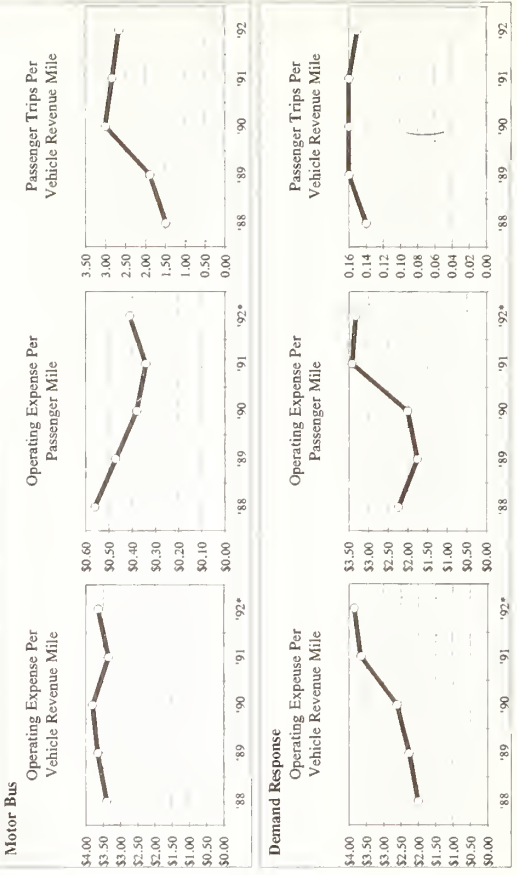 Motor Bus
Operating Expense Per
Vehicle Revenue Mile
$4.00
$3.50
$3.00
$2.50
$2.00
$1.50
$1.00
$0.50
$0.00
'88 '89 '90 '91 '92*
Operating Expense Per
Passenger Mile
$0.60
$0.50
$0.40
$0.30
$0.20
$0.10
$0.00
'88 '89 '90 '91 '92*
Passenger Trips Per
Vehicle Revenue Mile
3.50
3.00
2.50
2.00
1.50
1.00
0.50
0.00
'88 '89 '90 '91 '92
Demand Response
Operating Expeuse Per
Vehicle Revenue Mile
$4.00
$3.50
$3.00
$2.50
$2.00
$1.50
$1.00
$0.50
$0.00
'88 '89 '90 '91 '92*
Operating Expense Per
Passenger Mile
$3.50
$3.00
$2.50
$2.00
$1.50
$1.00
$0.50
$0.00
'88 '89 '90 '91 '92*
Passenger Trips Per
Vehicle Revenue Mile
0.16
0.14
0.12
0.10
0.08
0.06
0.04
0.02
0.00
'88 '89 '90 '91 '92